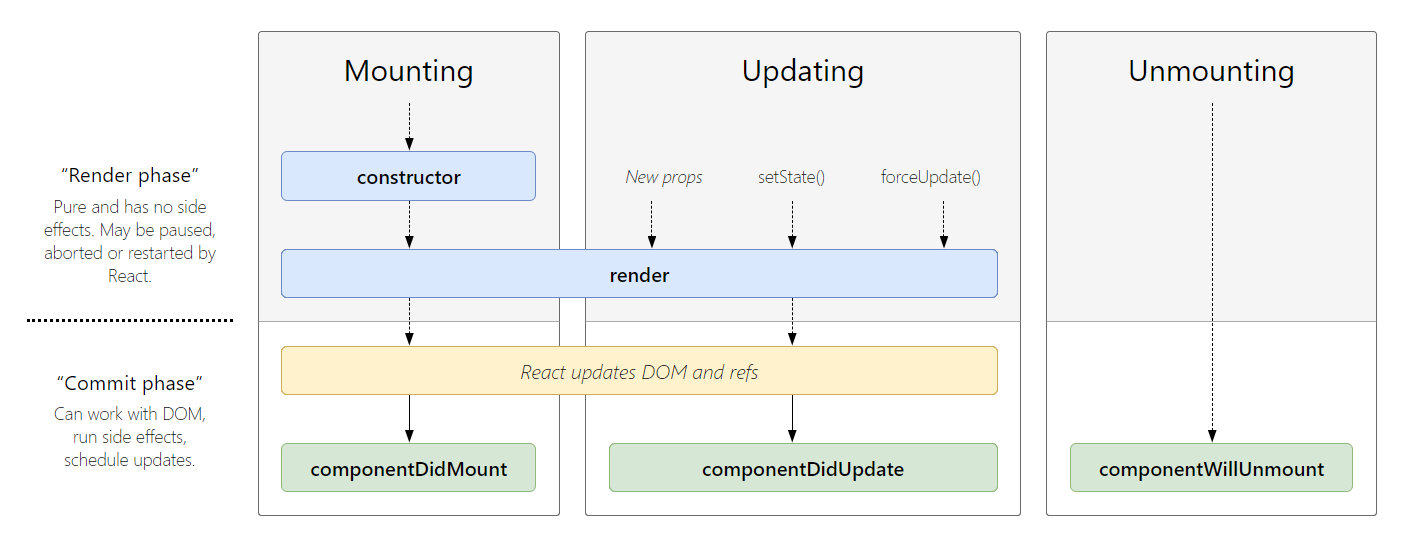 Mounting
Updating
Unmounting
“Render phase”
Pure and has no side
effects. May be paused,
aborted or restarted by
React.
constructor
New props
setState()
forceUpdate()
render
“Commit phase”
Can work with DOM,
run side effects,
schedule updates.
React updates DOM and refs
componentDidMount
componentDidUpdate
componentWillUnmount